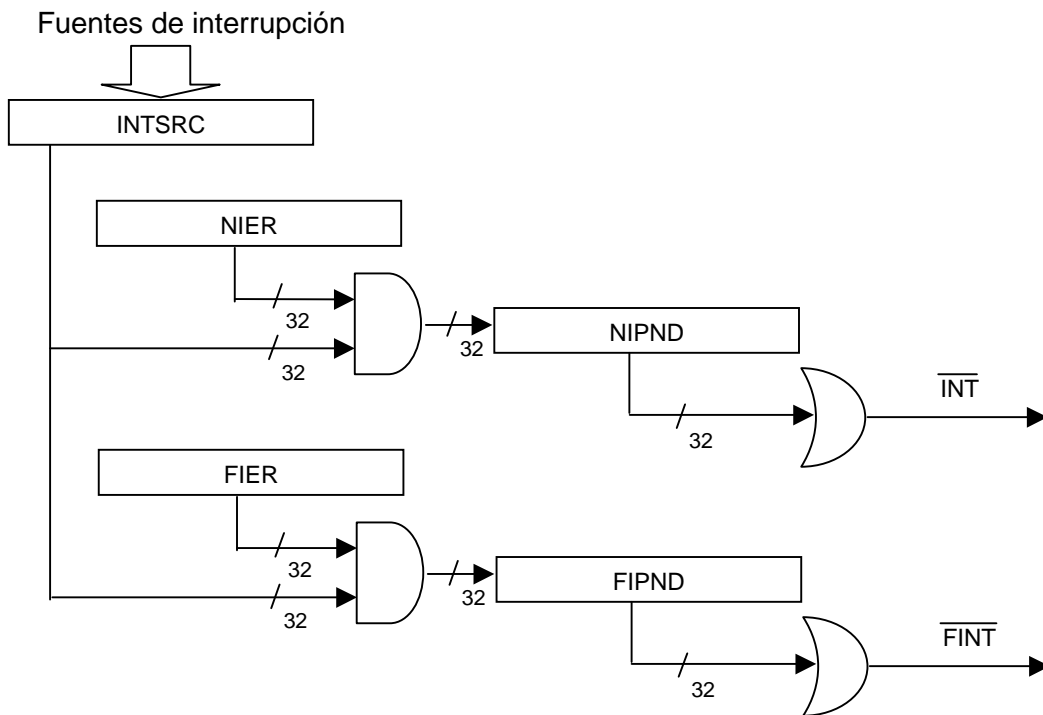 Fuentes de interrupción
INTSRC
NIER
32
32
32
NIPND
32
INT
FIER
32
32
32
FIPND
32
FINT